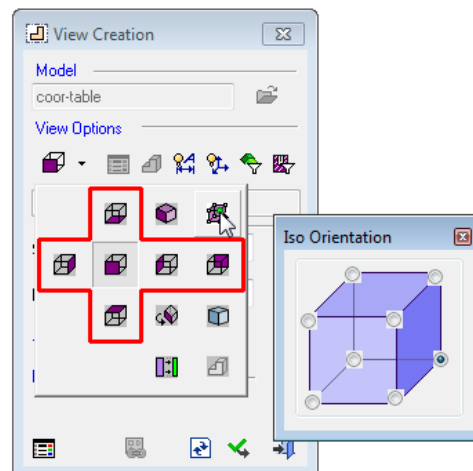 View Creation
Model
coor-table
View Options
Iso Orientation